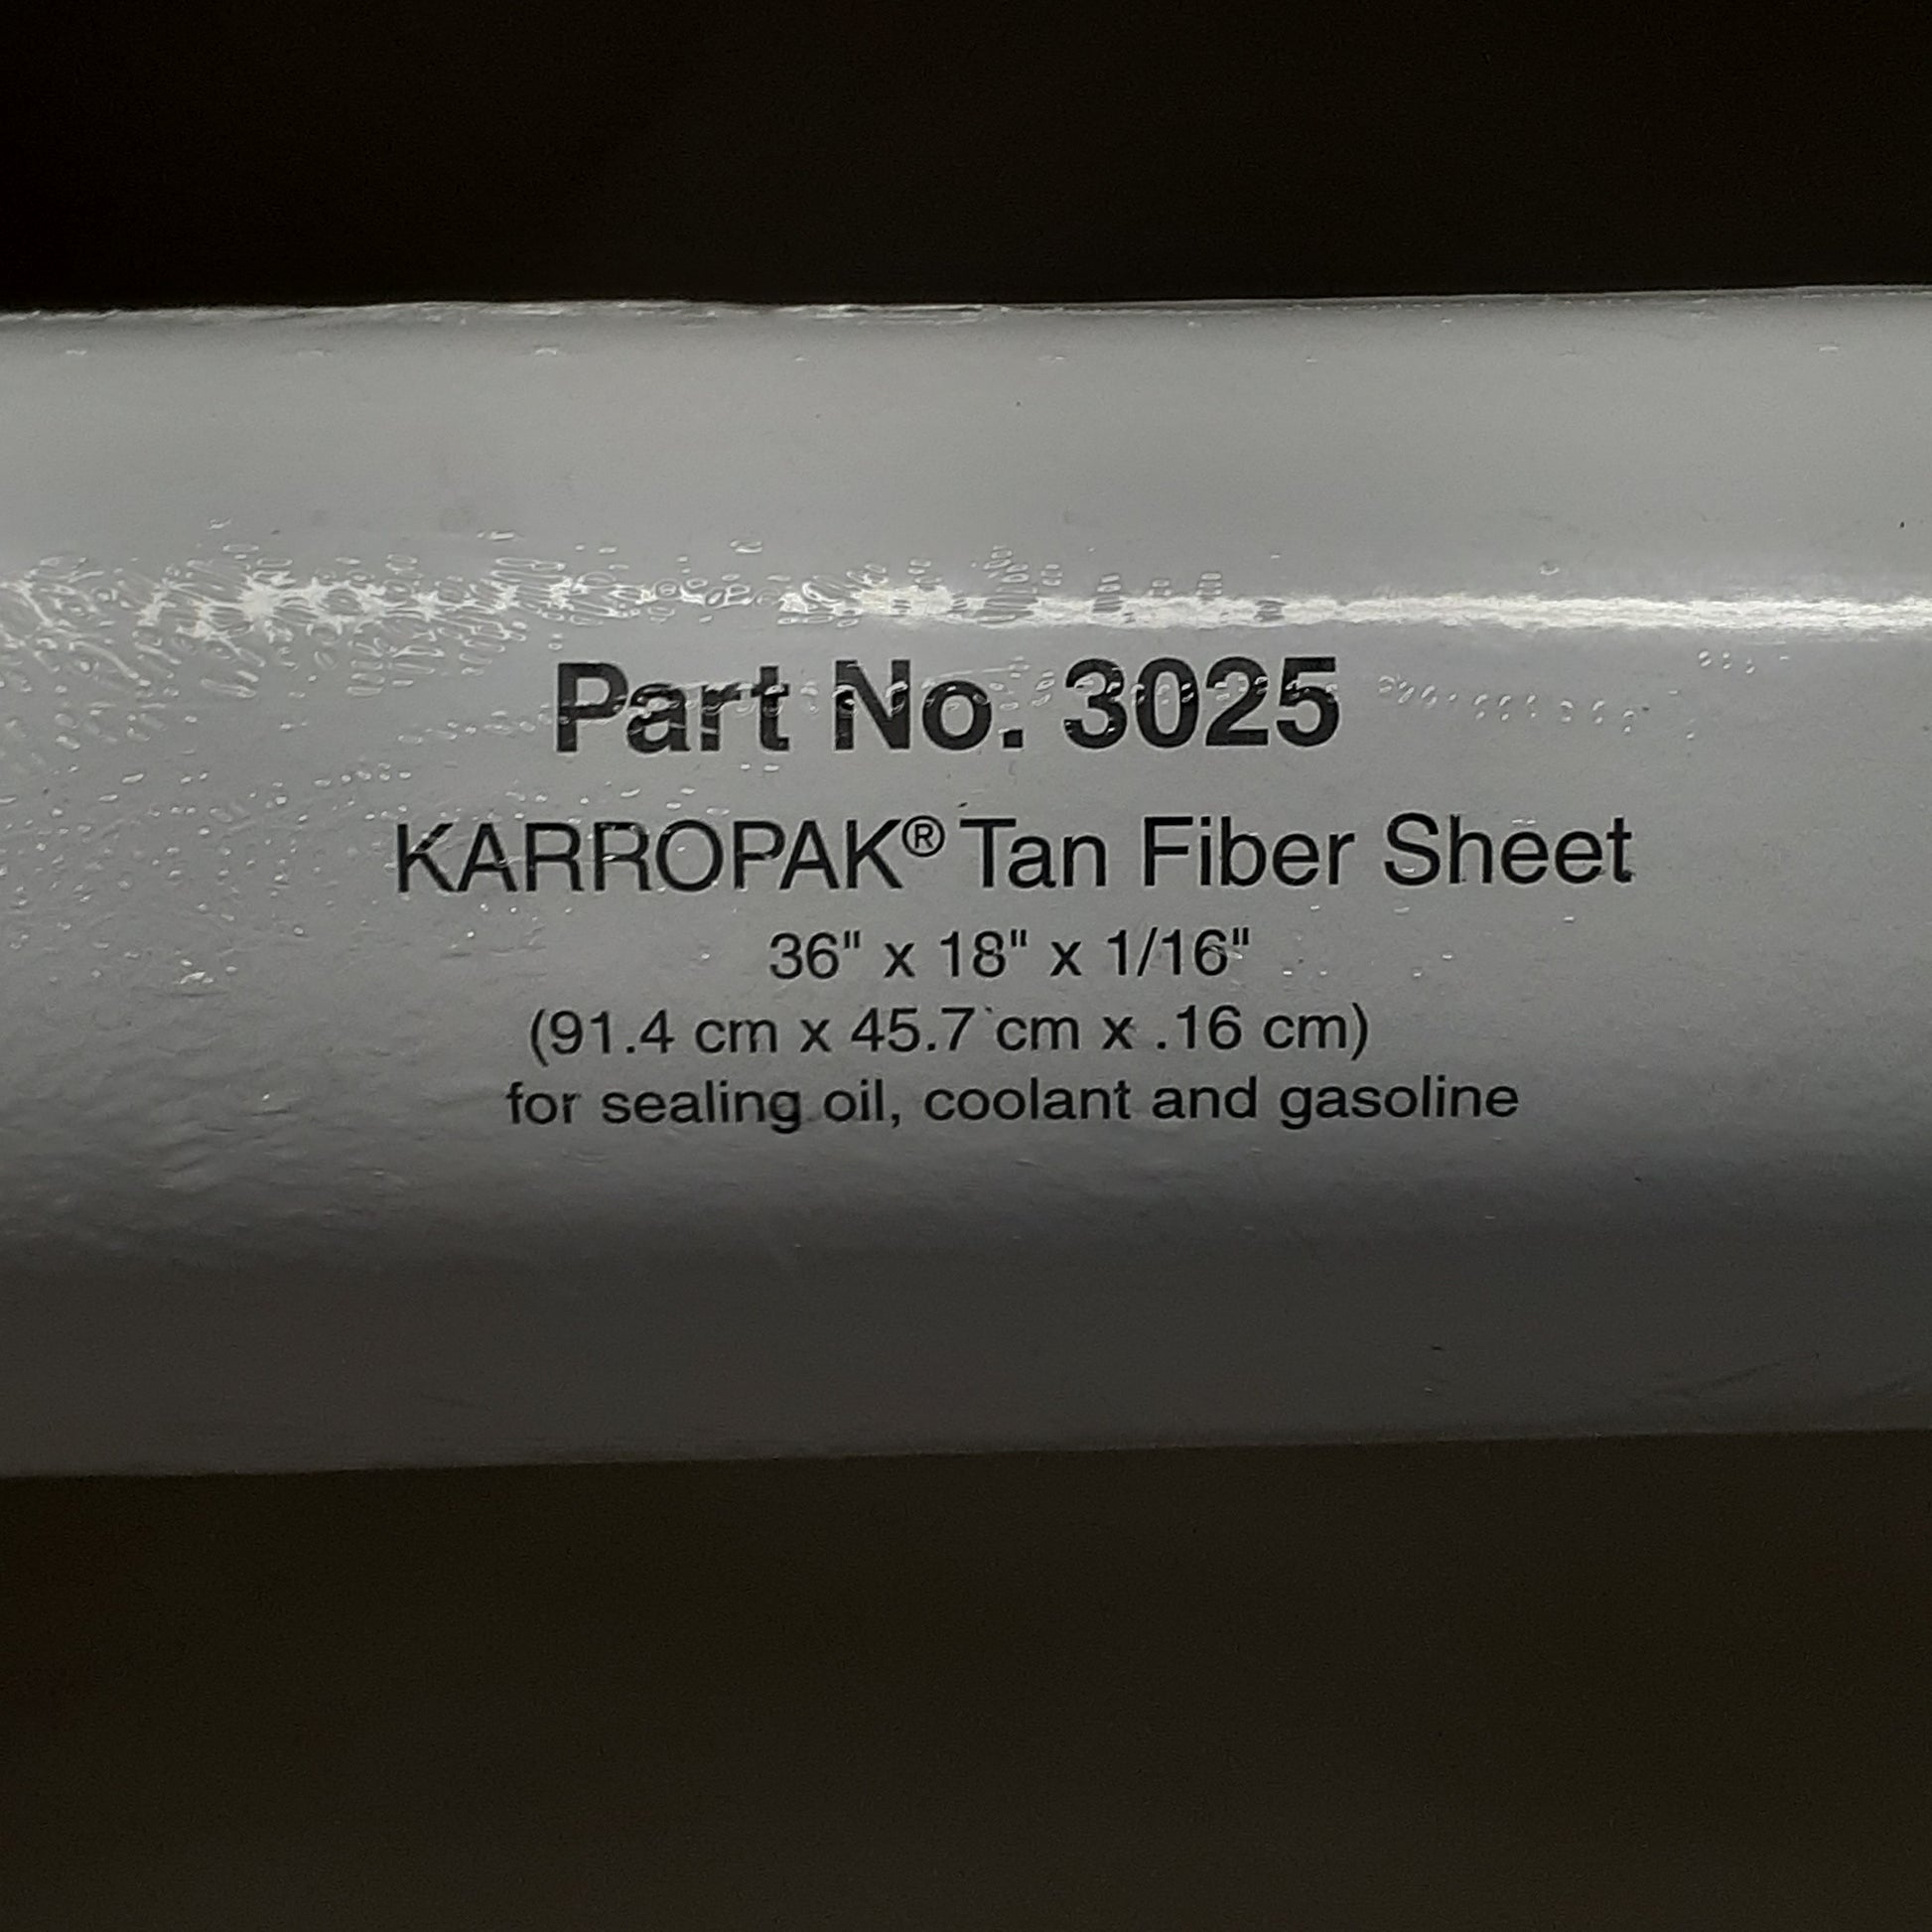 Part No. 3025
KARROPAK® Tan Fiber Sheet
36" x 18" x 1/16"
(91.4 cm x 45.7 cm x .16 cm)
for sealing oil, coolant and gasoline